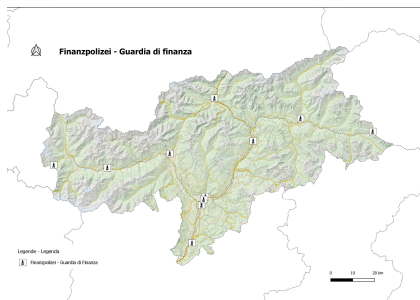 Finanzpolizei - Guardia di finanza
Legende - Legenda
Finanzpolizei - Guardia di Finanza
0 10 20 km